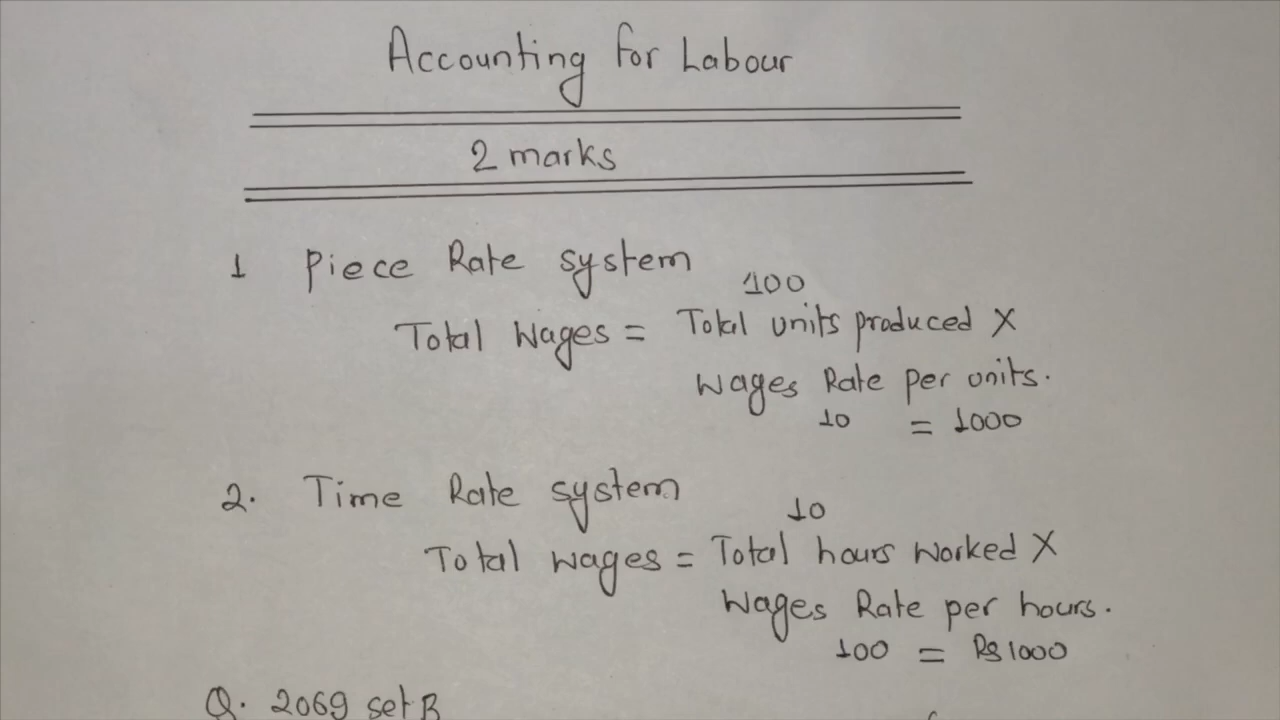 Accounting for Labour
2 marks
1 Piece Rate system
100
Total Wages = Total units produced X
Wages Rate per units.
10 = 1000
2. Time Rate system
10
Total wages = Total hours worked X
Wages Rate per hours.
100 = Rs 1000
Q. 2069 set B